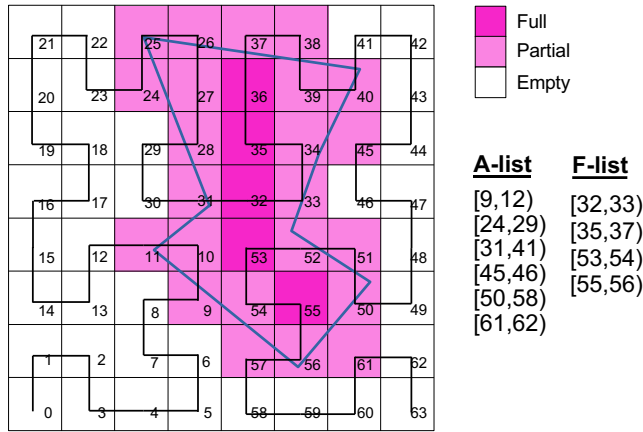 21 22 25 26 37 38 41 42
20 23 24 27 36 39 40 43
19 18 29 28 35 34 45 44
16 17 30 31 32 33 46 47
15 12 11 10 53 52 51 48
14 13 8 9 54 55 50 49
1 2 7 6 57 56 61 62
0 3 4 5 58 59 60 63
Full
Partial
Empty
A-list F-list
[9,12) [32,33)
[24,29) [35,37)
[31,41) [53,54)
[45,46) [55,56)
[50,58)
[61,62)